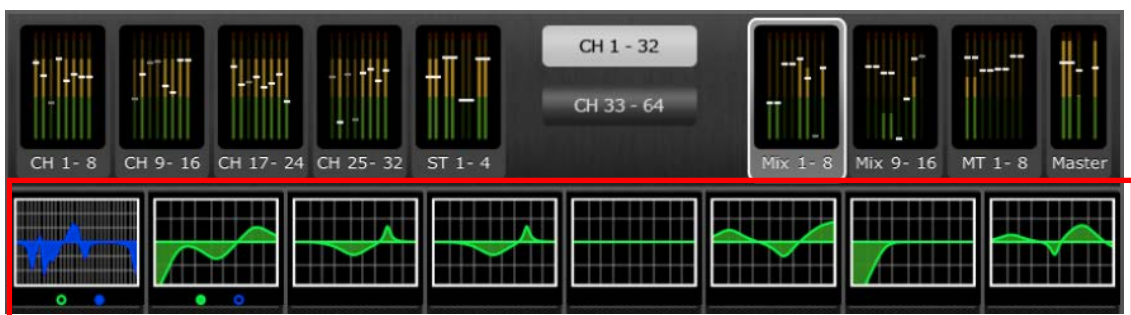 CH 1 - 32
CH 33 - 64
CH 1- 8 CH 9- 16 CH 17- 24 CH 25- 32 ST 1- 4 Mix 1- 8 Mix 9- 16 MT 1- 8 Master